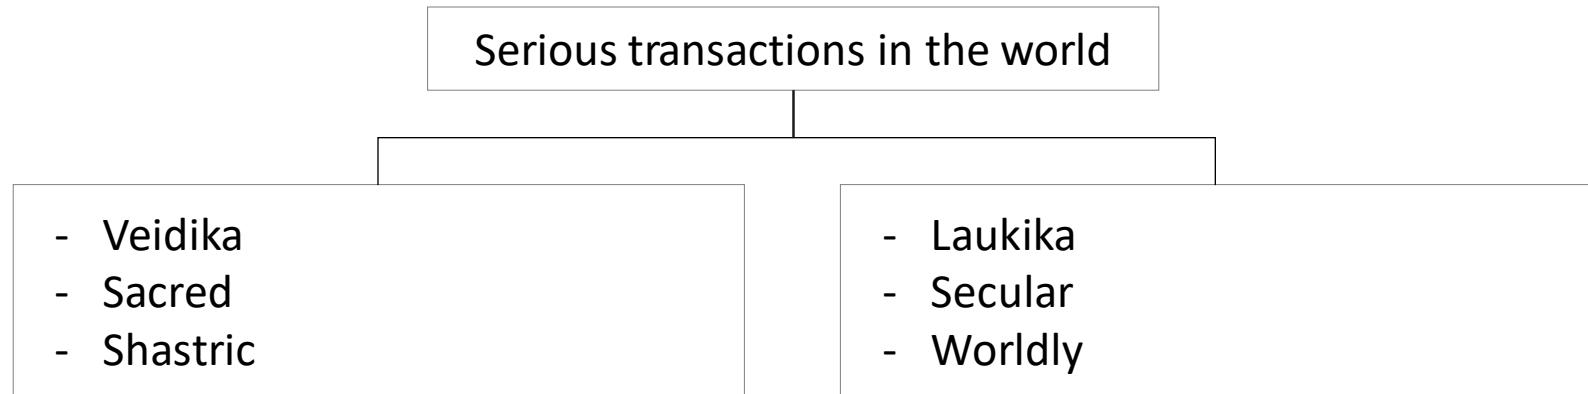 Serious transactions in the world
- Veidika
- Sacred
- Shastric
- Laukika
- Secular
- Worldly